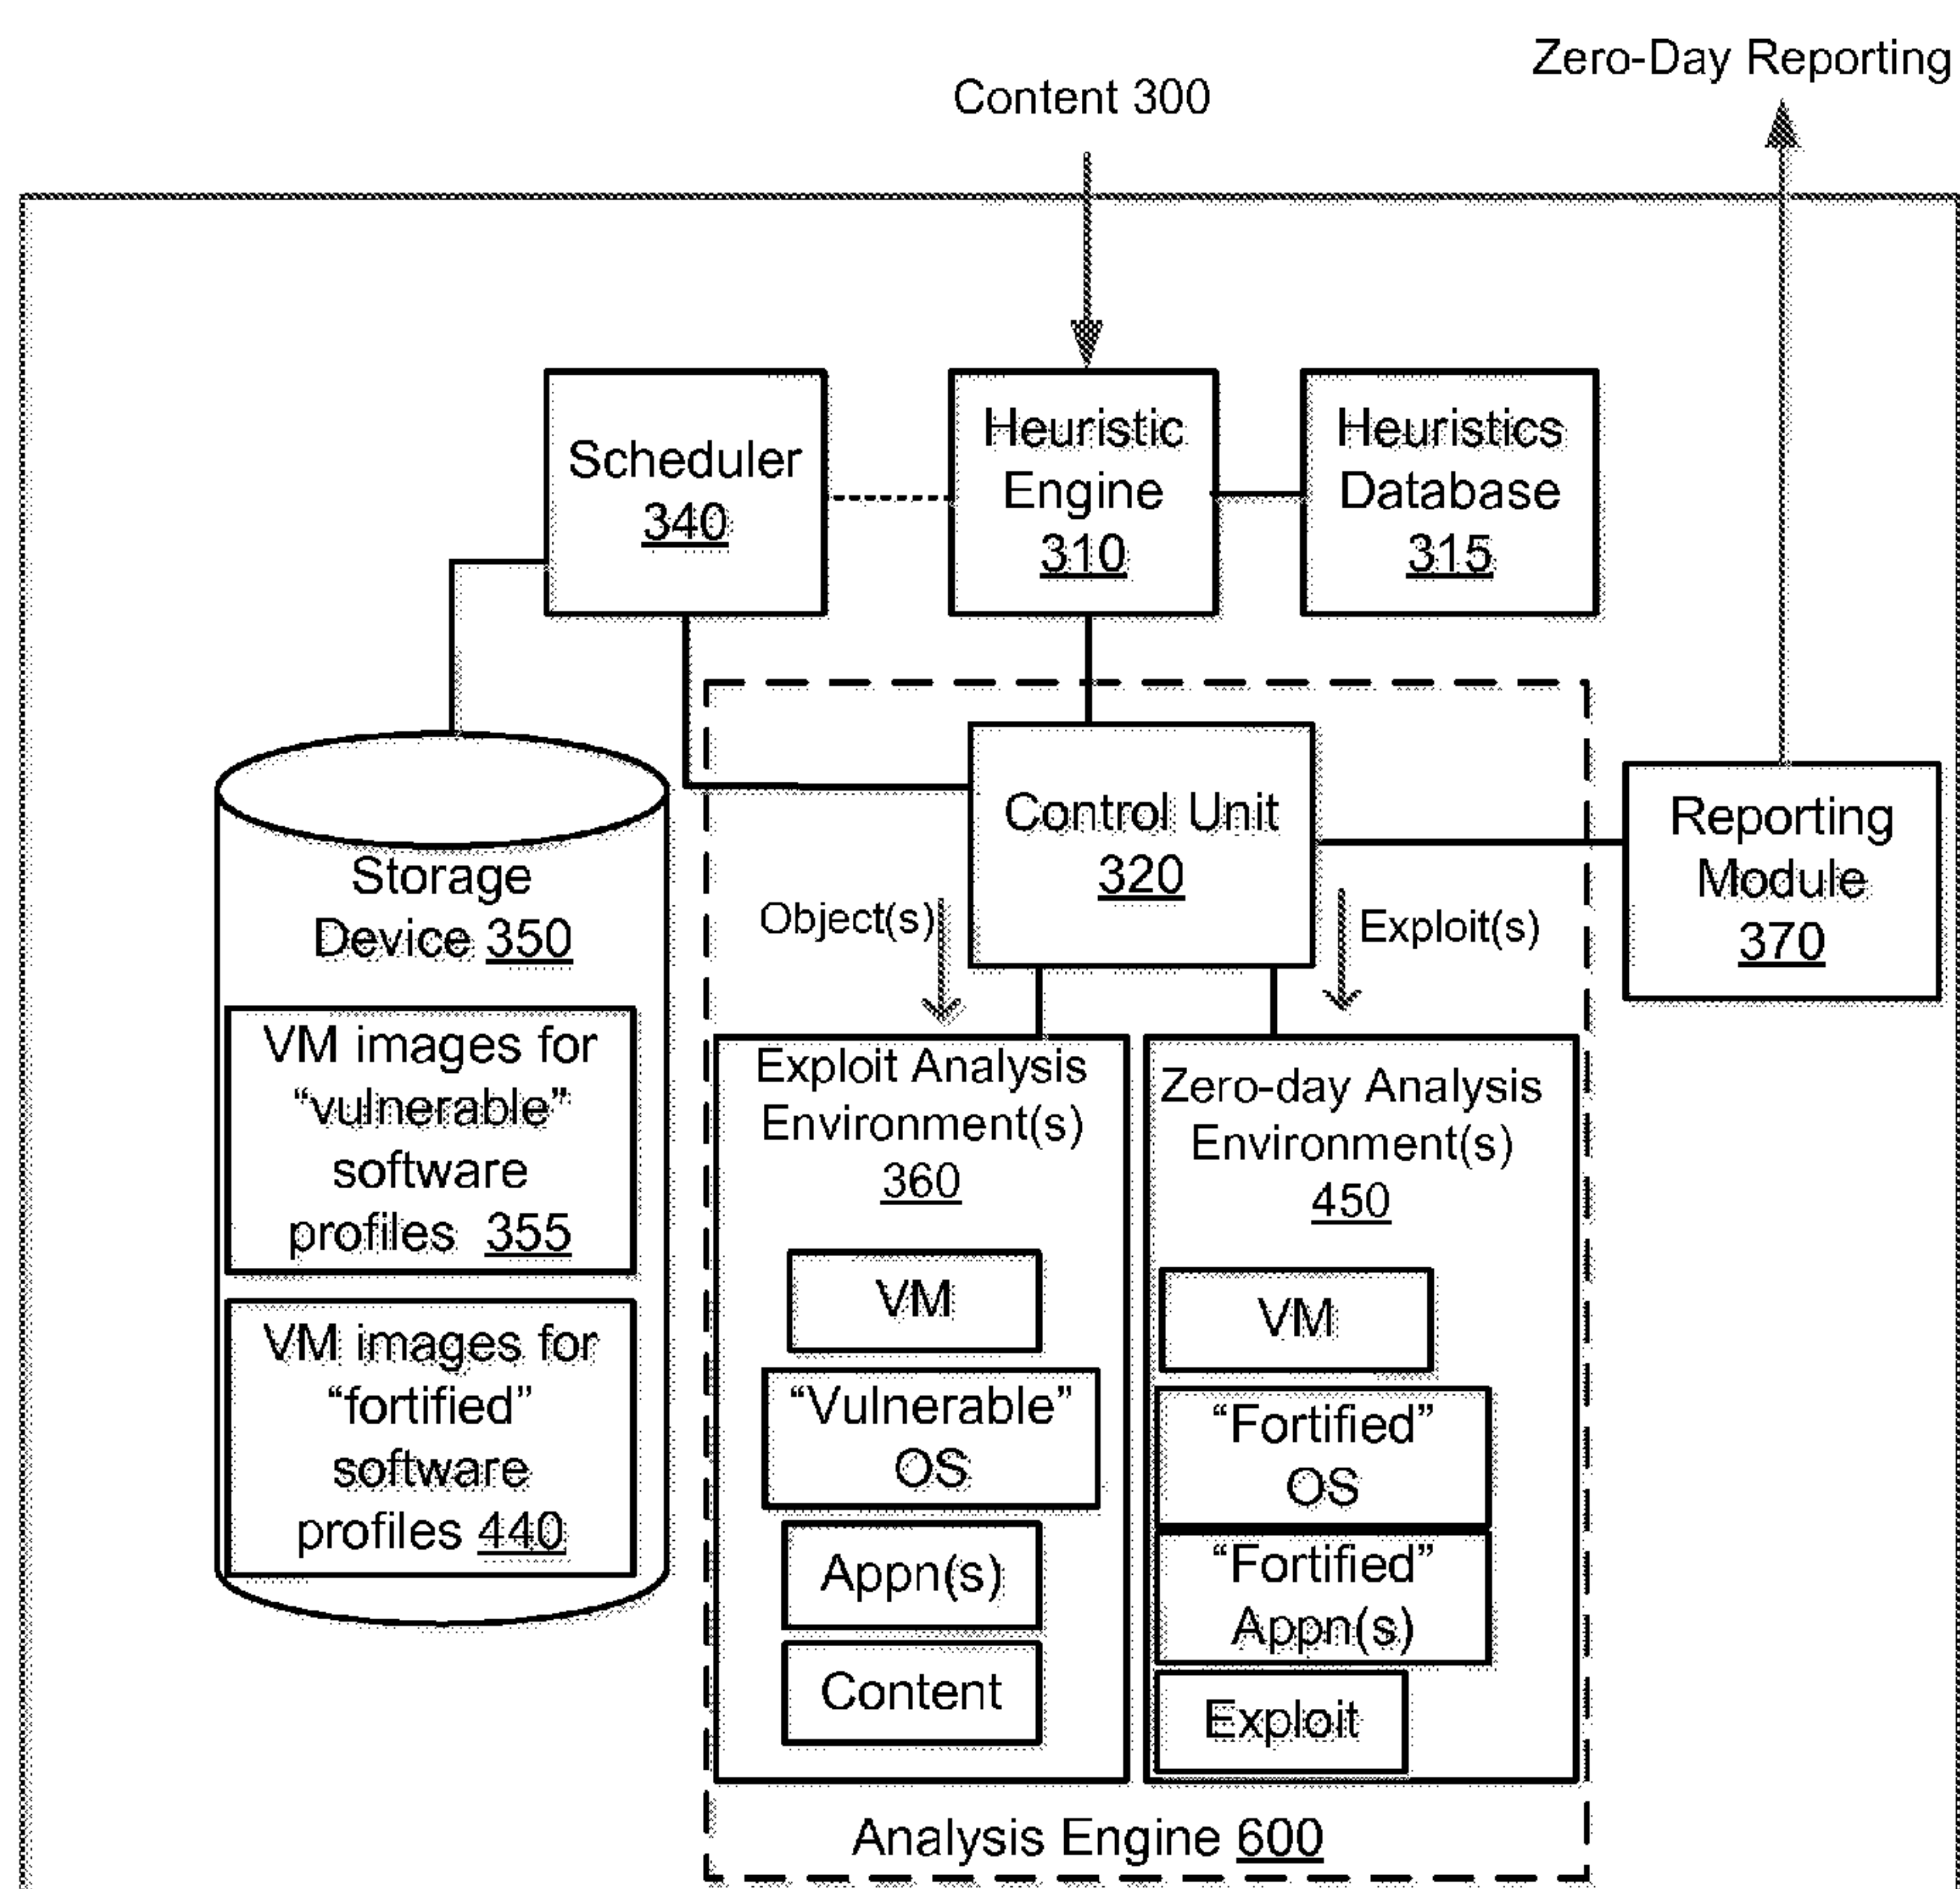 Zero-Day Reporting
Content 300
Scheduler
340
Heuristic
Engine
310
Heuristics
Database
315
Storage
Device 350
VM images for
“vulnerable”
software
profiles 355
VM images for
“fortified”
software
profiles 440
Control Unit
320
Reporting
Module
370
Object(s)
Exploit(s)
Exploit Analysis
Environment(s)
360
VM
“Vulnerable”
OS
Appn(s)
Content
Zero-day Analysis
Environment(s)
450
VM
“Fortified”
OS
“Fortified”
Appn(s)
Exploit
Analysis Engine 600